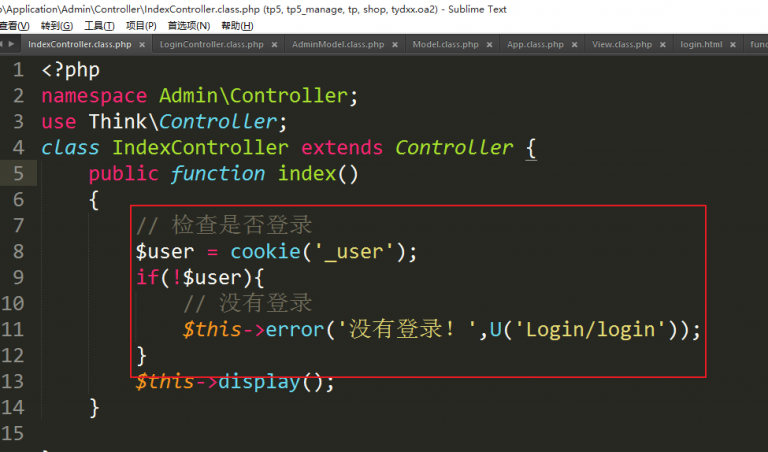 \Application\Admin\Controller\IndexController.class.php (tp5, tp5_manage, tp, shop, tydxx.oa2) - Sublime Text
查看(V) 转到(G) 工具(T) 项目(P) 首选项(N) 帮助(H)
IndexController.class.php × LoginController.class.php × AdminModel.class.php × Model.class.php × App.class.php × View.class.php × login.html × func
1 <?php
2 namespace Admin\Controller;
3 use Think\Controller;
4 class IndexController extends Controller {
5 public function index()
6 {
7 // 检查是否登录
8 $user = cookie('_user');
9 if(!$user){
10 // 没有登录
11 $this->error('没有登录！',U('Login/login'));
12 }
13 $this->display();
14 }
15